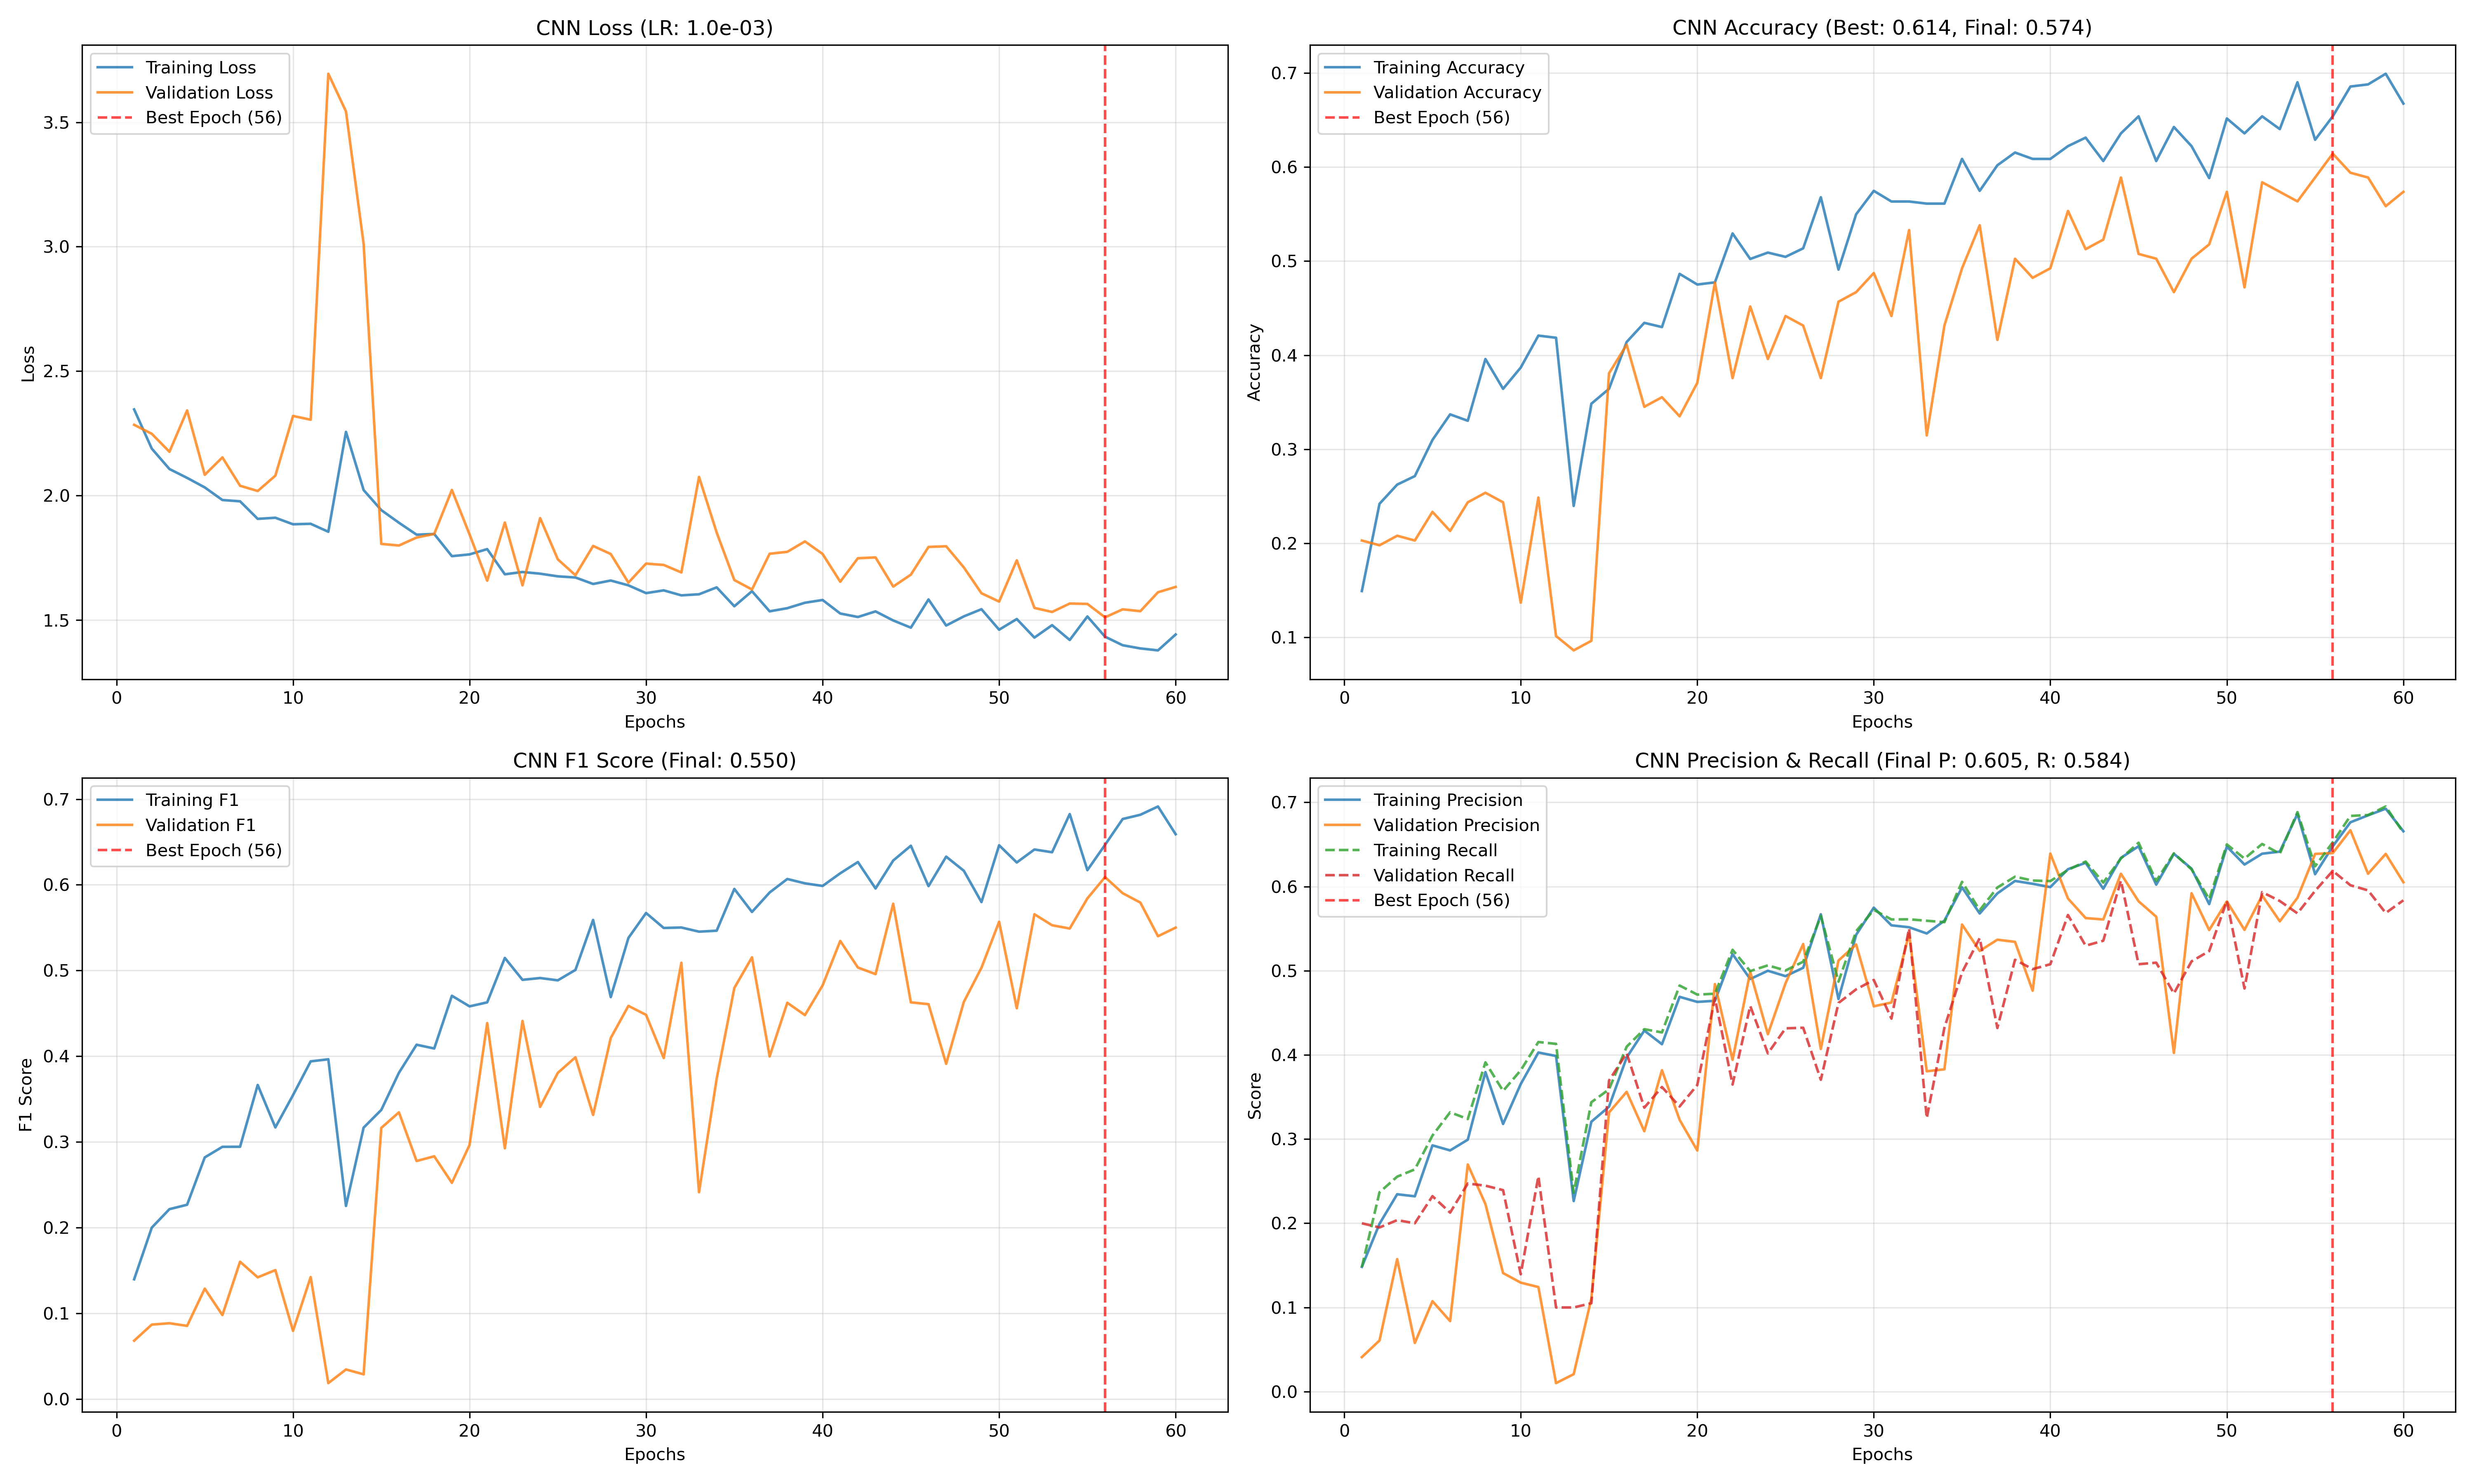 CNN Loss (LR: 1.0e-03)
Training Loss
Validation Loss
Best Epoch (56)
3.5
3.0
2.5
2.0
1.5
Loss
0 10 20 30 40 50 60
Epochs
CNN Accuracy (Best: 0.614, Final: 0.574)
Training Accuracy
Validation Accuracy
Best Epoch (56)
0.7
0.6
0.5
0.4
0.3
0.2
0.1
Accuracy
0 10 20 30 40 50 60
Epochs
CNN F1 Score (Final: 0.550)
Training F1
Validation F1
Best Epoch (56)
0.7
0.6
0.5
0.4
0.3
0.2
0.1
0.0
F1 Score
0 10 20 30 40 50 60
Epochs
CNN Precision & Recall (Final P: 0.605, R: 0.584)
Training Precision
Validation Precision
Training Recall
Validation Recall
Best Epoch (56)
0.7
0.6
0.5
0.4
0.3
0.2
0.1
0.0
Score
0 10 20 30 40 50 60
Epochs